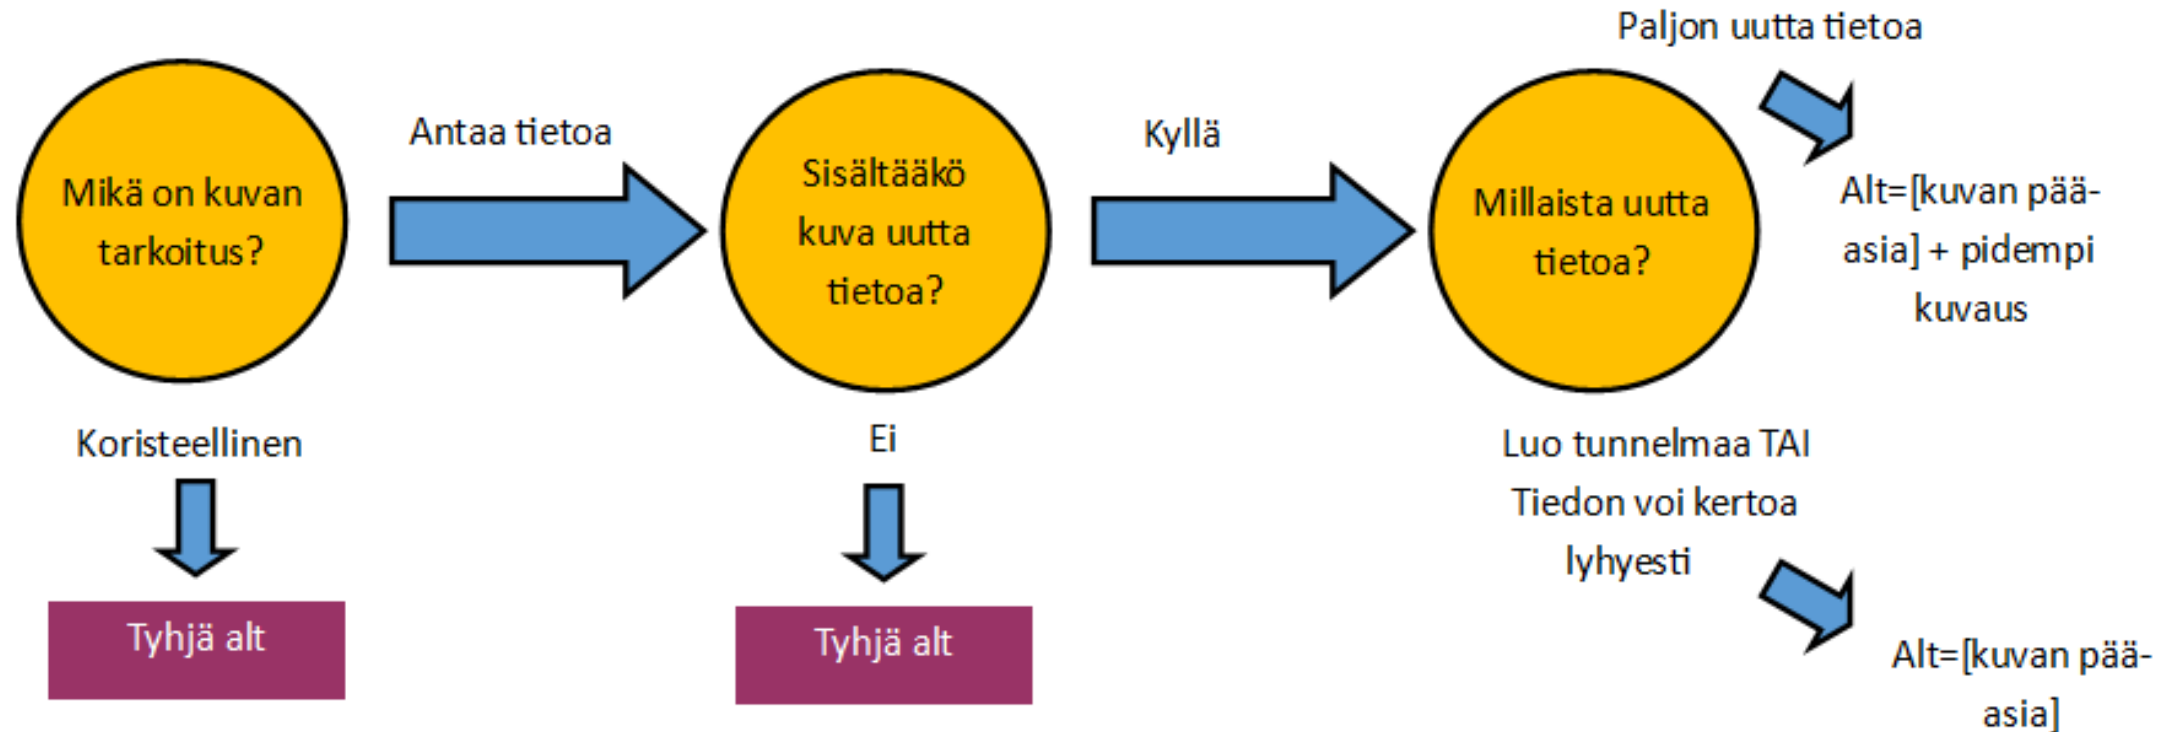 Mikä on kuvan
tarkoitus?
Koristeellinen
Tyhjä alt
Antaa tietoa
Sisältääkö
kuva uutta
tietoa?
Ei
Tyhjä alt
Kyllä
Millaista uutta
tietoa?
Paljon uutta tietoa
Alt=[kuvan pää-
asia] + pidempi
kuvaus
Luo tunnelmaa TAI
Tiedon voi kertoa
lyhyesti
Alt=[kuvan pää-
asia]